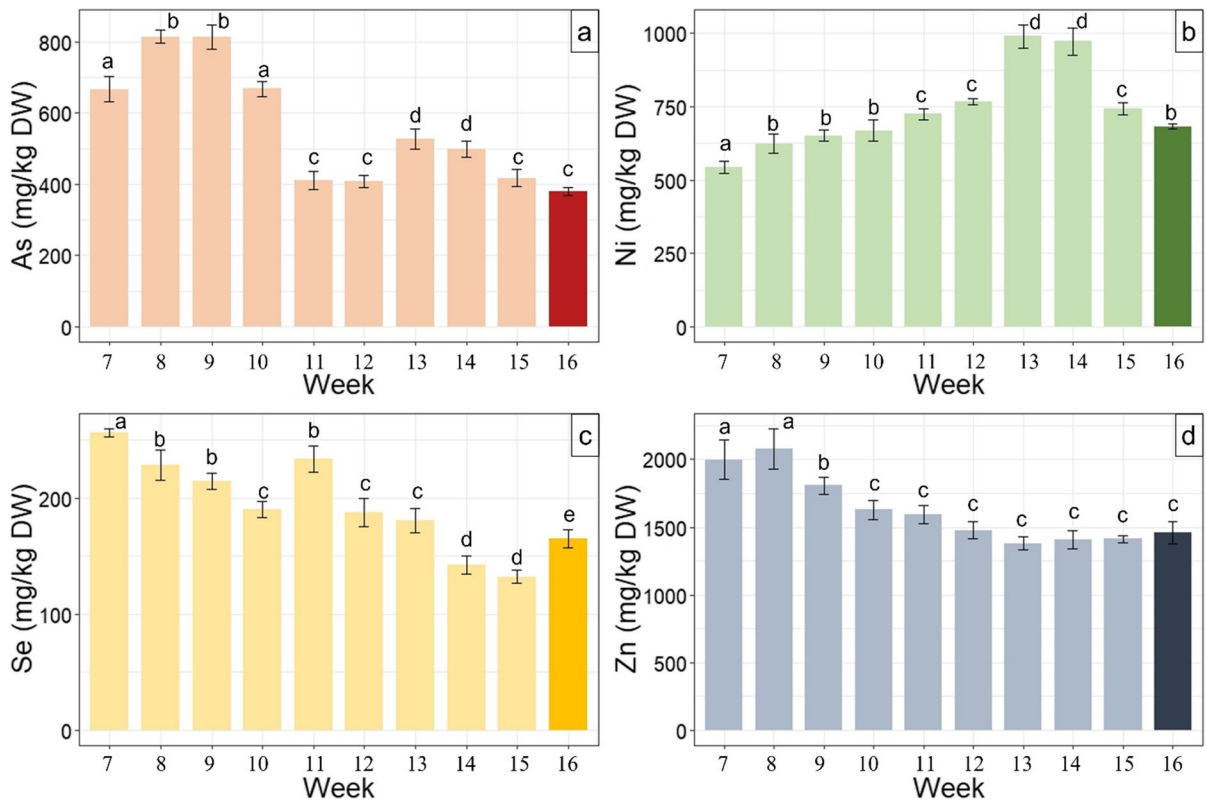 a
As (mg/kg DW)
800
600
400
200
0
a b b a c c d d c c
7 8 9 10 11 12 13 14 15 16
Week
b
Ni (mg/kg DW)
1000
750
500
250
0
a b b b c c d d c b
7 8 9 10 11 12 13 14 15 16
Week
c
Se (mg/kg DW)
200
100
0
a b b c b c c d d e
7 8 9 10 11 12 13 14 15 16
Week
d
Zn (mg/kg DW)
2000
1500
1000
500
0
a a b c c c c c c c
7 8 9 10 11 12 13 14 15 16
Week